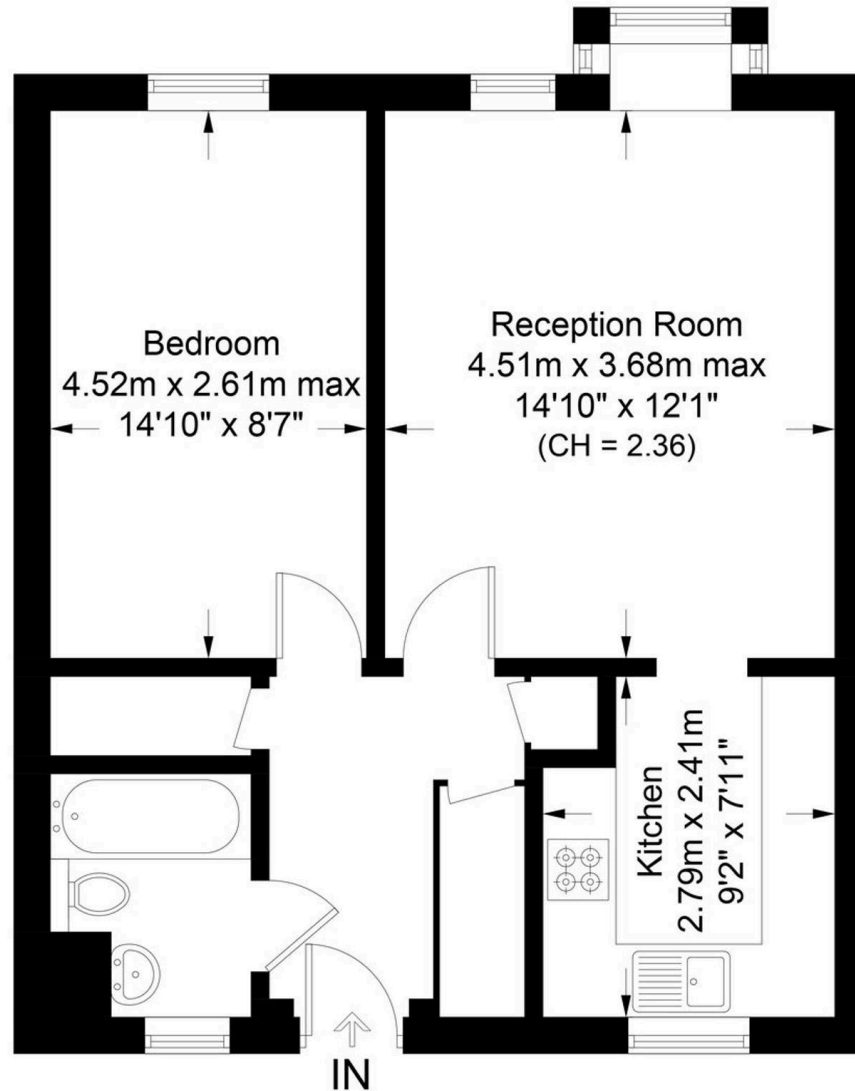 Bedroom
4.52m x 2.61m max
14'10" x 8'7"
Reception Room
4.51m x 3.68m max
14'10" x 12'1"
(CH = 2.36)
Kitchen
2.79m x 2.41m
9'2" x 7'11"
IN